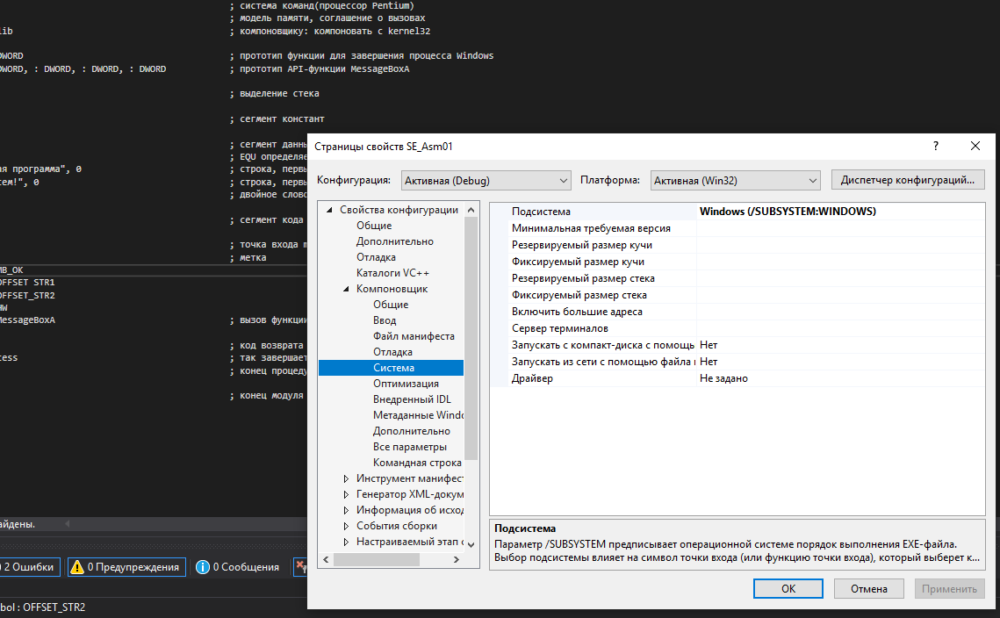 ; система команд(процессор Pentium)
; модель памяти, соглашение о вызовах
lib ; компоновщику: компоновать с kernel32
DWORD ; прототип функции для завершения процесса Windows
DWORD, : DWORD, : DWORD, : DWORD ; прототип API-функции MessageBoxA
; выделение стека
; сегмент констант
; сегмент данны
; EQU определяе
ая программа", 0 ; строка, первы
сем!", 0 ; строка, первы
; двойное слово
; сегмент кода
; точка входа m
; метка
MB_OK
OFFSET STR1
OFFSET_STR2
HW
MessageBoxA ; вызов функции
; код возврата
cess ; так завершает
; конец процеду
; конец модуля
айдены.
2 Ошибки
0 Предупреждения
0 Сообщения
bol : OFFSET_STR2
Страницы свойств SE_Asm01
?
Конфигурация: Активная (Debug) Платформа: Активная (Win32) Диспетчер конфигураций...
Свойства конфигурации
Общие
Дополнительно
Отладка
Каталоги VC++
Компоновщик
Общие
Ввод
Файл манифеста
Отладка
Система
Оптимизация
Внедренный IDL
Метаданные Windo
Дополнительно
Все параметры
Командная строка
Инструмент манифест
Генератор XML-докум
Информация об исход
События сборки
Настраиваемый этап с
Подсистема Windows (/SUBSYSTEM:WINDOWS)
Минимальная требуемая версия
Резервируемый размер кучи
Фиксируемый размер кучи
Резервируемый размер стека
Фиксируемый размер стека
Включить большие адреса
Сервер терминалов
Запускать с компакт-диска с помощь Нет
Запускать из сети с помощью файла Нет
Драйвер Не задано
Подсистема
Параметр /SUBSYSTEM предписывает операционной системе порядок выполнения EXE-файла.
Выбор подсистемы влияет на символ точки входа (или функцию точки входа), который выберет к...
ОК Отмена Применить